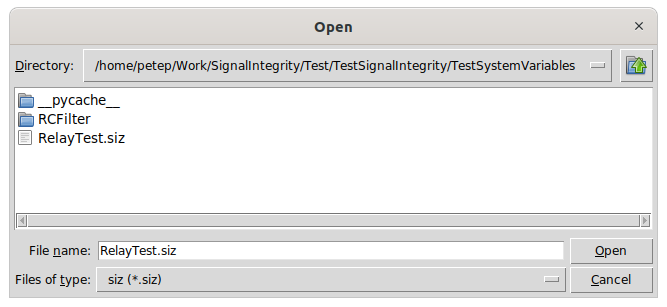 Open
Directory: /home/petep/Work/SignalIntegrity/Test/TestSignalIntegrity/TestSystemVariables
__pycache__
RCFilter
RelayTest.siz
File name: RelayTest.siz Open
Files of type: siz (*.siz) Cancel